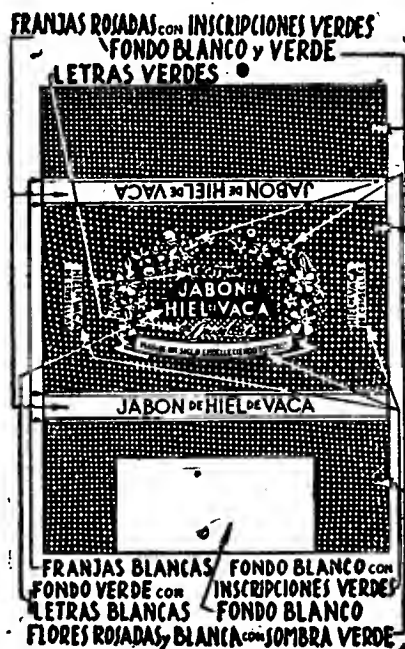 FRANJAS ROSADAS CON INSCRIPCIONES VERDES
FONDO BLANCO y VERDE
LETRAS VERDES
JABON DE HIEL DE VACA
JABON DE
HIEL DE VACA
JABON DE HIEL DE VACA
FRANJAS BLANCAS
FONDO VERDE CON
LETRAS BLANCAS
FONDO BLANCO CON
INSCRIPCIONES VERDES
FONDO BLANCO
FLORES ROSADAS y BLANCA CON SOMBRA VERDE